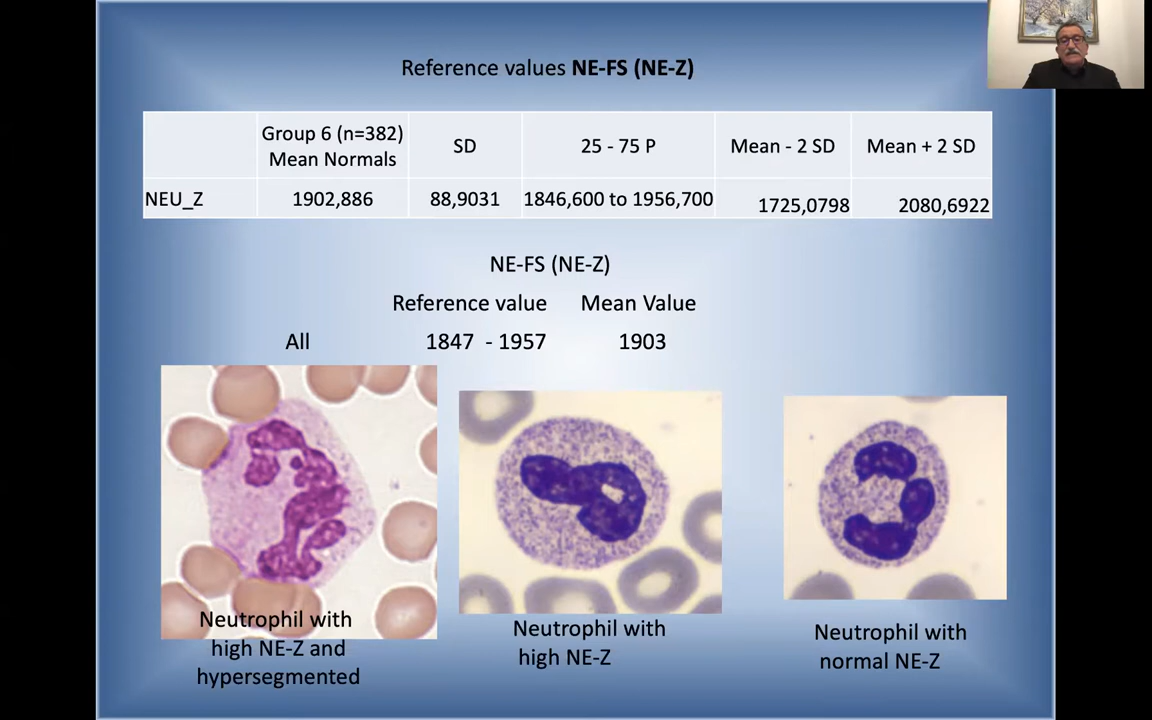 Reference values NE-FS (NE-Z)
Group 6 (n=382) Mean Normals
SD
25 - 75 P
Mean - 2 SD
Mean + 2 SD
NEU_Z
1902,886
88,9031
1846,600 to 1956,700
1725,0798
2080,6922
NE-FS (NE-Z)
Reference value Mean Value
All 1847 - 1957 1903
Neutrophil with
high NE-Z and
hypersegmented
Neutrophil with
high NE-Z
Neutrophil with
normal NE-Z